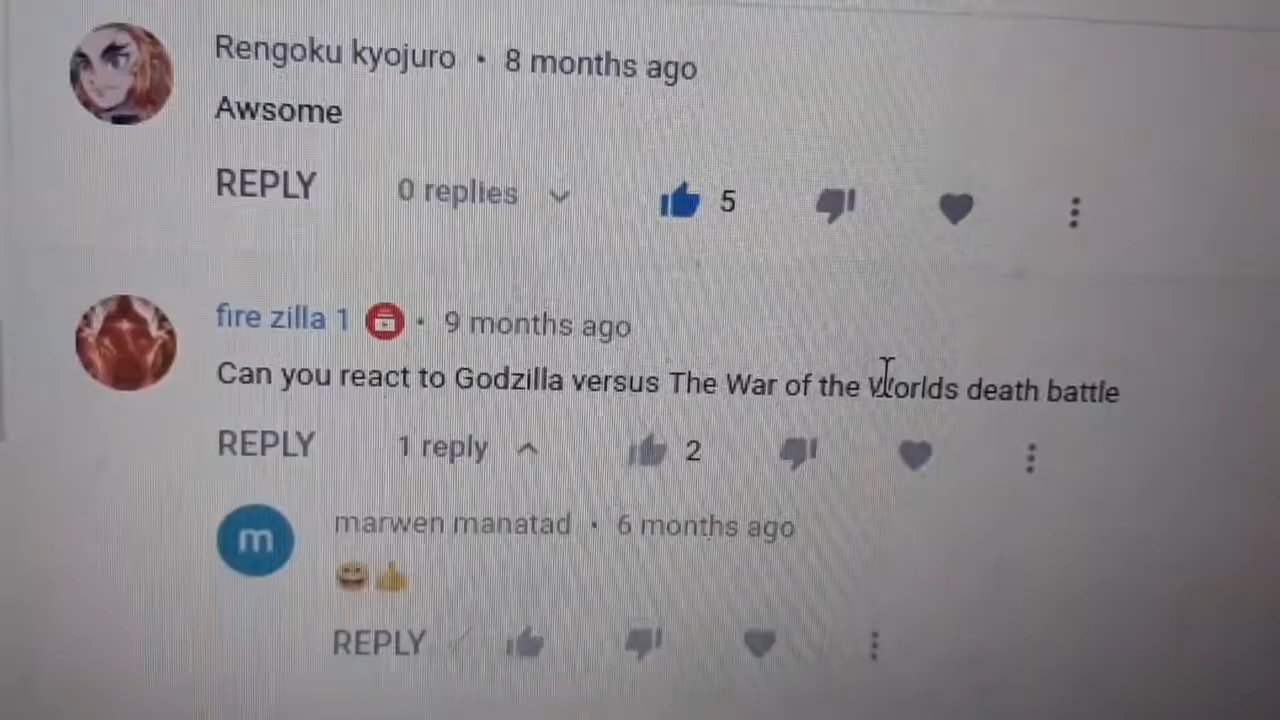 Rengoku kyojuro • 8 months ago
Awsome
REPLY 0 replies 5
fire zilla 1 • 9 months ago
Can you react to Godzilla versus The War of the Worlds death battle
REPLY 1 reply 2
m marwen manatad • 6 months ago
😀👍
REPLY